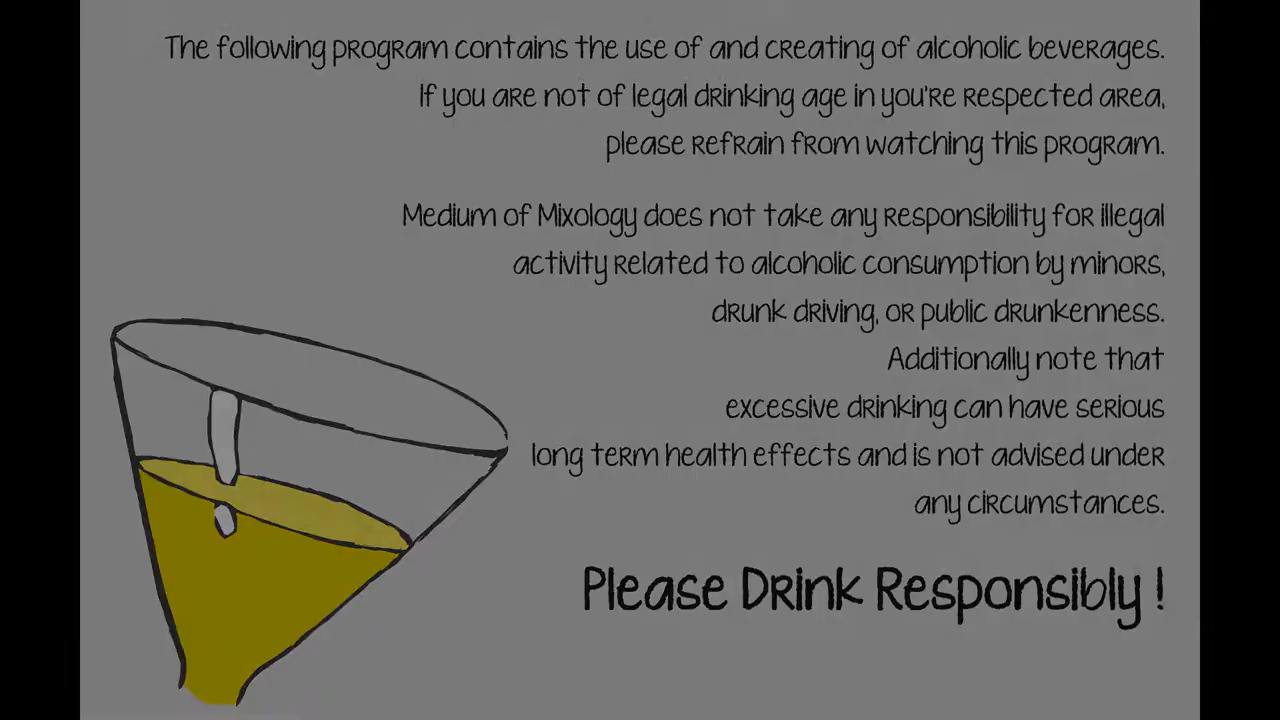 The following program contains the use of and creating of alcoholic beverages.
If you are not of legal drinking age in you're respected area,
please refrain from watching this program.
Medium of Mixology does not take any responsibility for illegal
activity related to alcoholic consumption by minors,
drunk driving, or public drunkenness.
Additionally note that
excessive drinking can have serious
long term health effects and is not advised under
any circumstances.
Please Drink Responsibly !